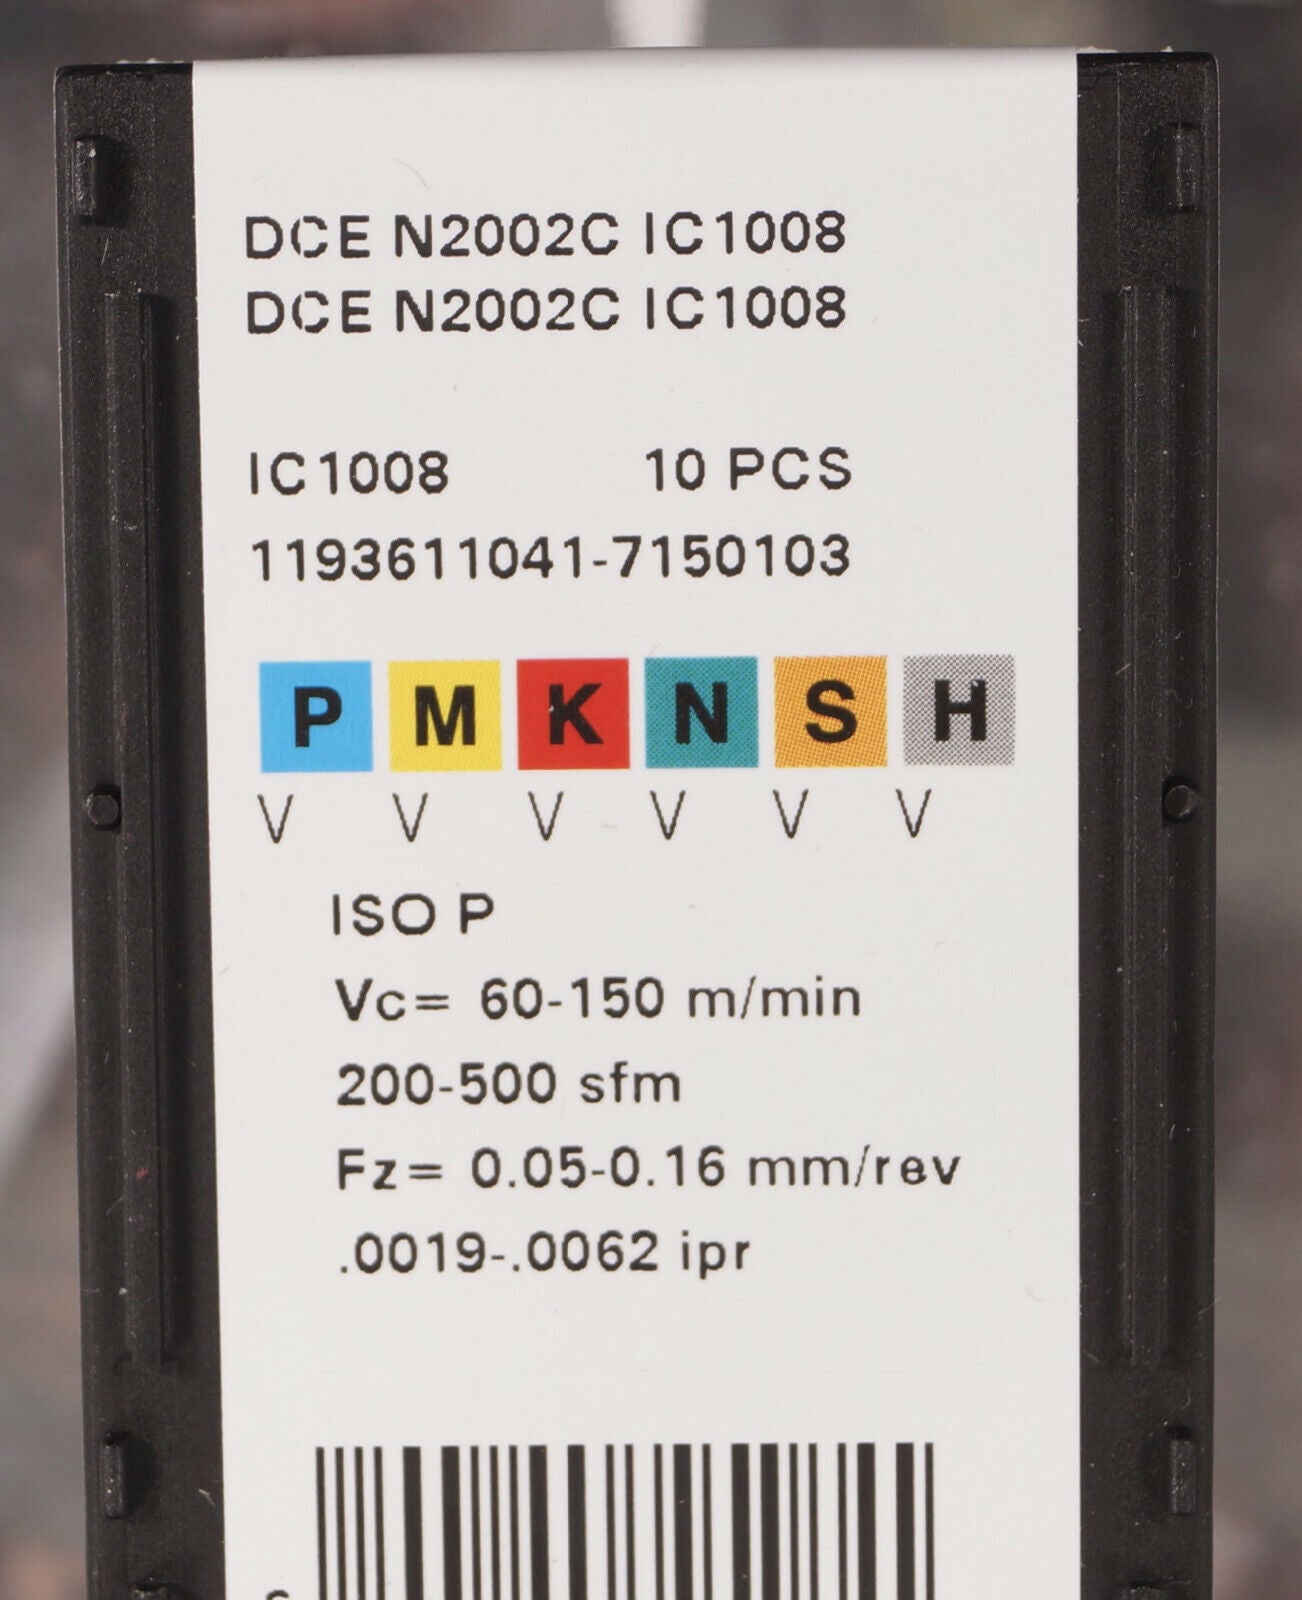 DCE N2002C IC1008
DCE N2002C IC1008
IC1008 10 PCS
1193611041-7150103
P M K N S H
V V V V V V
ISO P
Vc= 60-150 m/min
200-500 sfm
Fz= 0.05-0.16 mm/rev
.0019-.0062 ipr